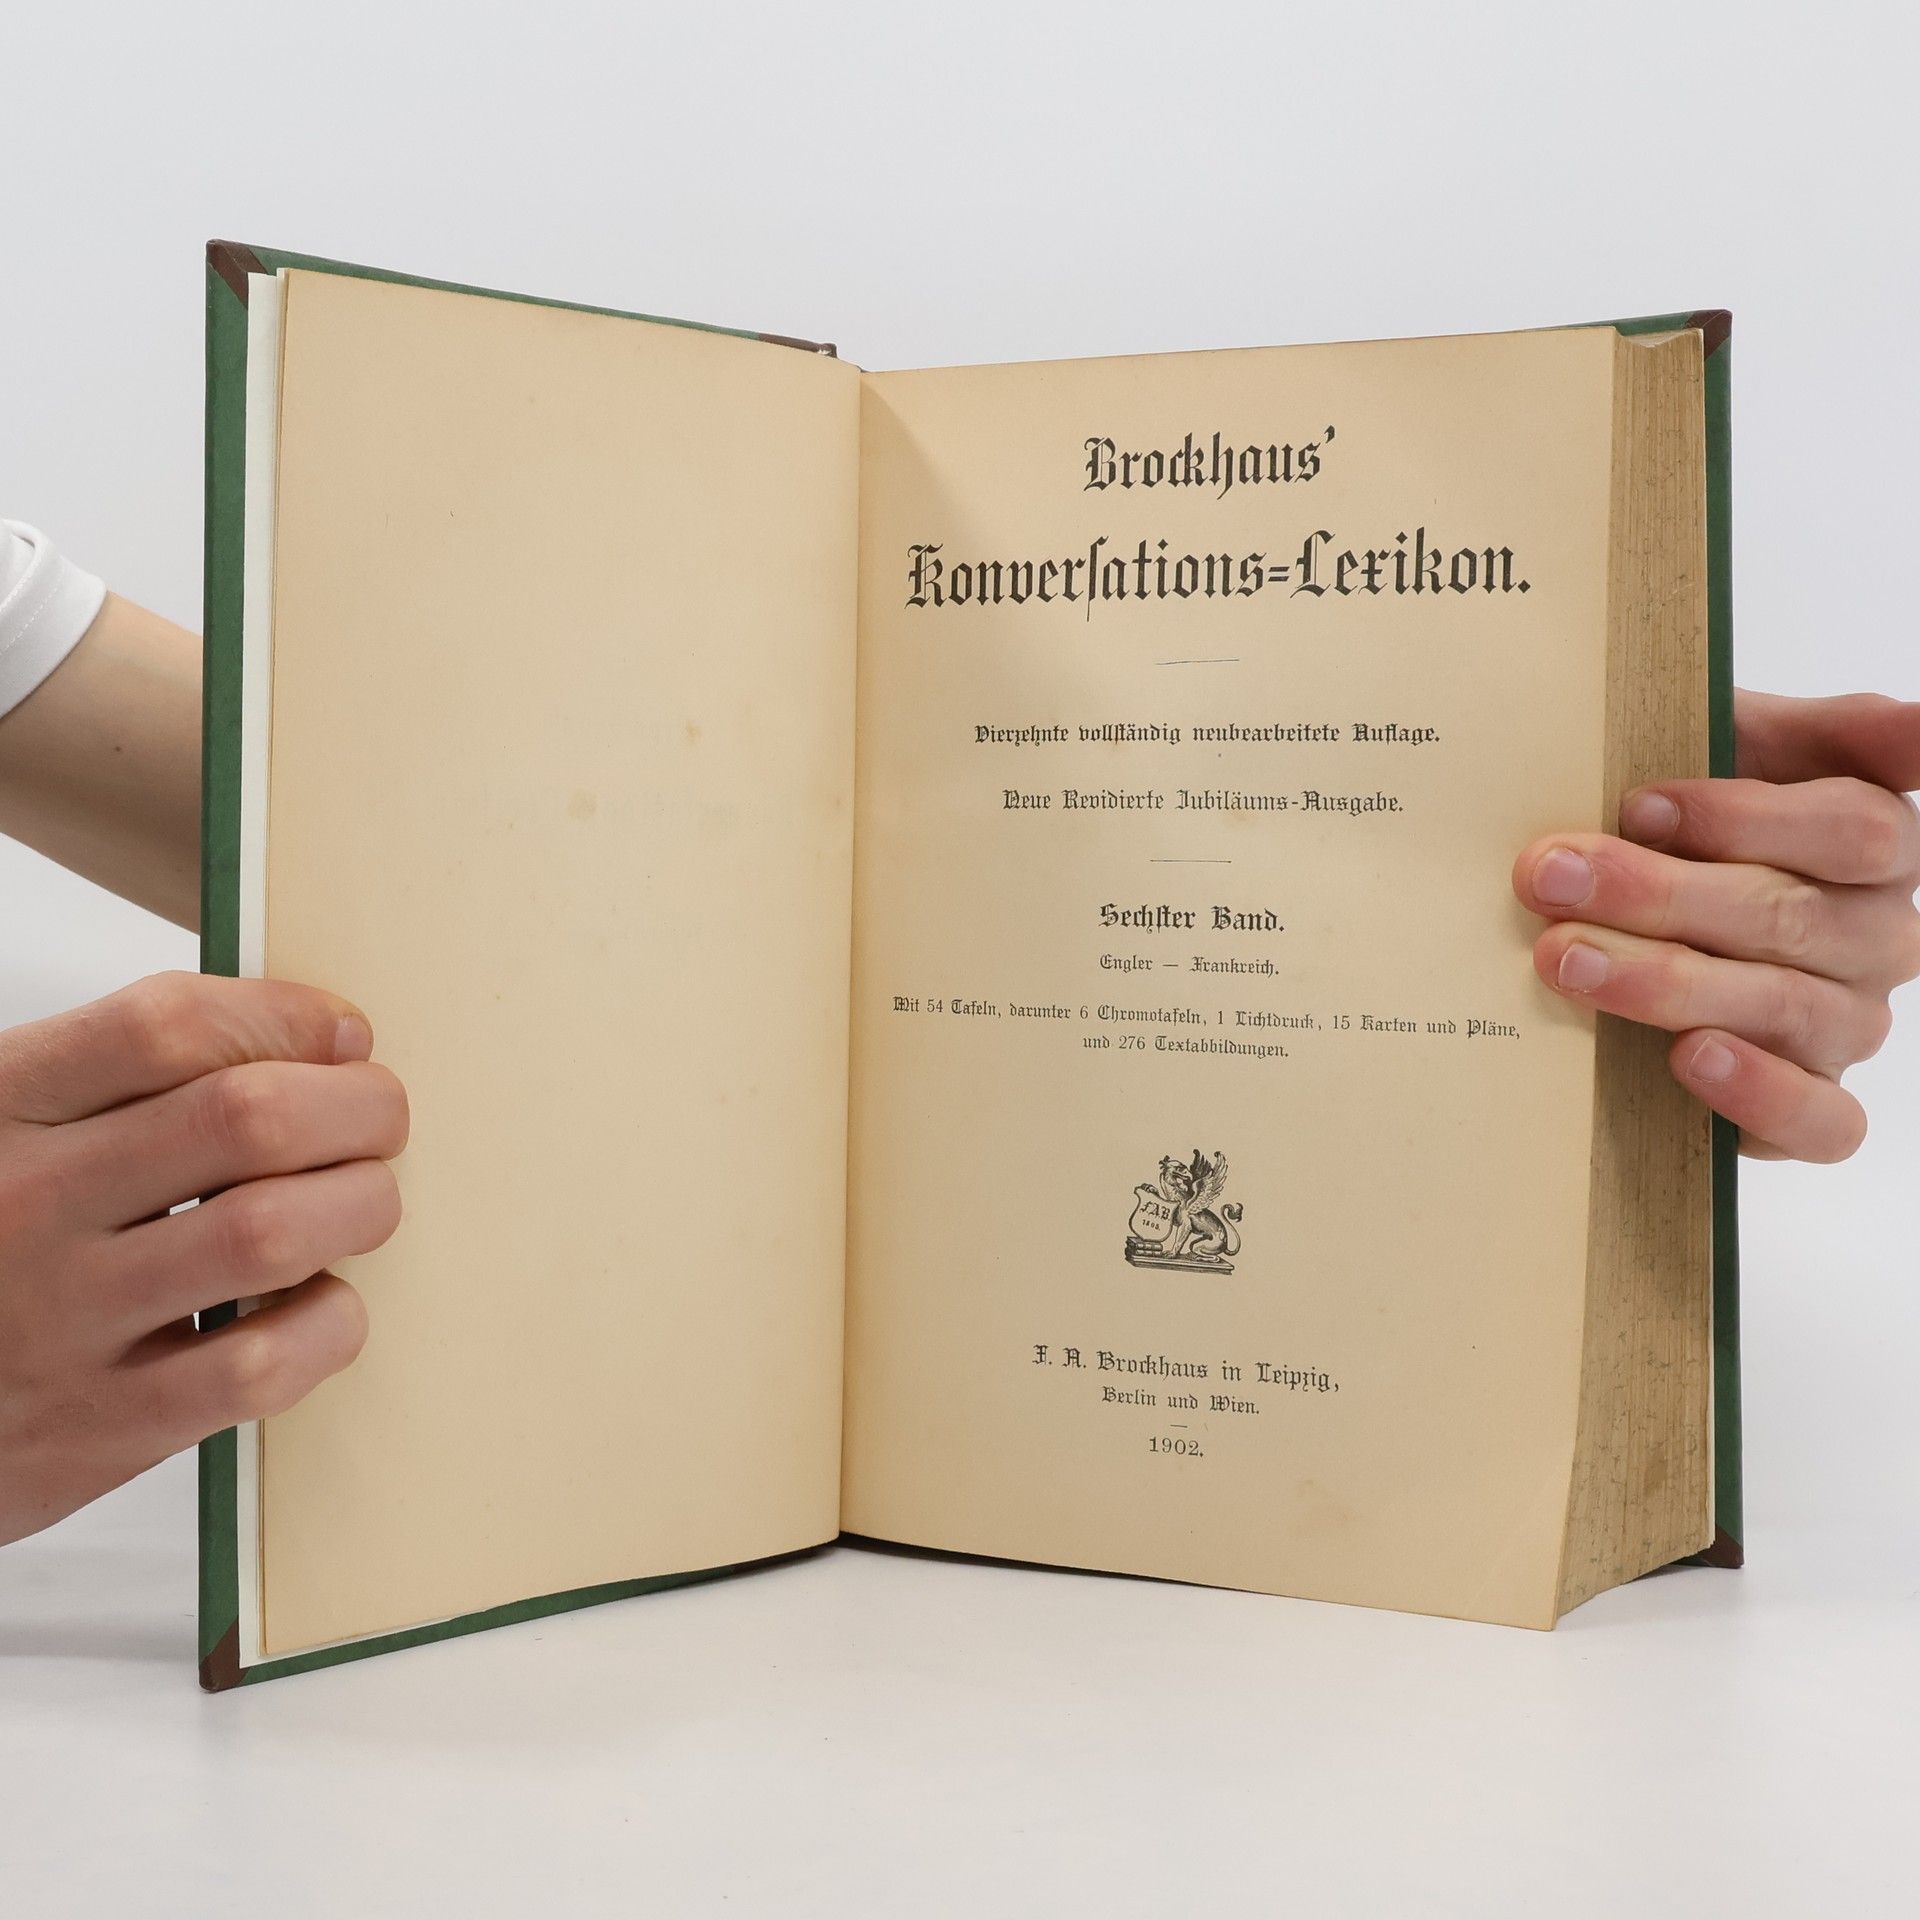 Brockhaus’
Konverſations=Lexikon.
Vierzehnte vollſtändig neubearbeitete Auflage.
Neue Revidierte Jubiläums-Ausgabe.
Sechſter Band.
Engler — Frankreich.
Mit 54 Tafeln, darunter 6 Chromotafeln, 1 Lichtdruck, 15 Karten und Pläne,
und 276 Textabbildungen.
F.A.B.
1805.
F. A. Brockhaus in Leipzig,
Berlin und Wien.
1902.